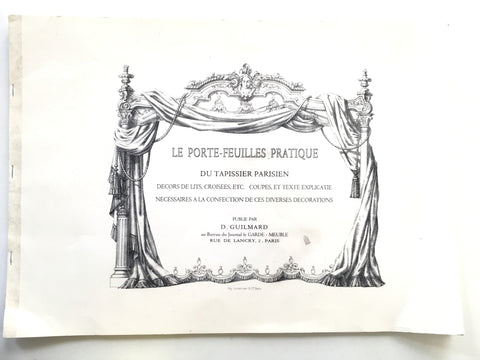 LE PORTE-FEUILLES PRATIQUE
DU TAPISSIER PARISIEN
DECORS DE LITS, CROISEES, ETC. COUPES, ET TEXTE EXPLICATIF
NECESSAIRES A LA CONFECTION DE CES DIVERSES DECORATIONS
PUBLIE PAR
D. GUILMARD
au Bureau du Journal le GARDE - MEUBLE
RUE DE LANCRY, 2, PARIS